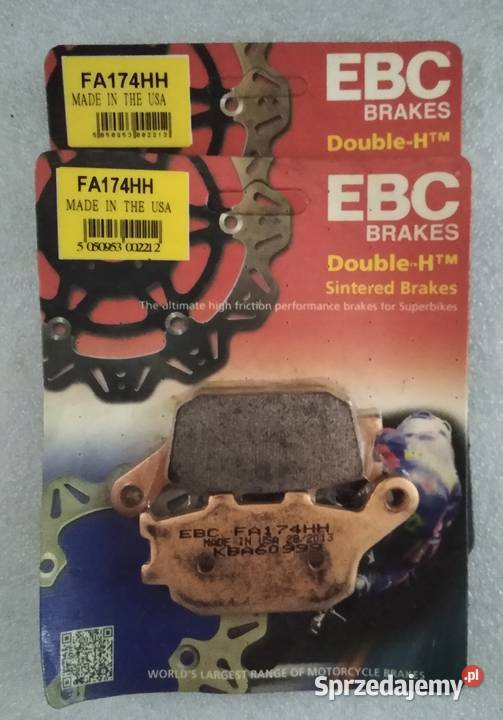 FA174HH
MADE IN THE USA
5 050953 002212
EBC
BRAKES
Double-H™
FA174HH
MADE IN THE USA
5 050953 002212
EBC
BRAKES
Double-H™
Sintered Brakes
The ultimate high friction performance brakes for Superbikes
EBC FA174HH
MADE IN USA 28/2013
KBA60999
WORLD'S LARGEST RANGE OF MOTORCYCLE BRAKES
Sprzedajemy.pl